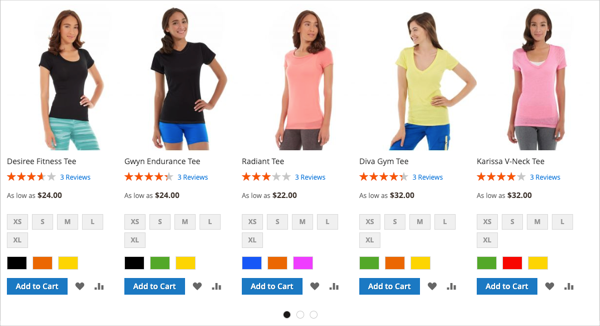 Desiree Fitness Tee
3 Reviews
As low as $24.00
XS S M L
XL
Add to Cart
Gwyn Endurance Tee
3 Reviews
As low as $24.00
XS S M L
XL
Add to Cart
Radiant Tee
3 Reviews
As low as $22.00
XS S M L
XL
Add to Cart
Diva Gym Tee
3 Reviews
As low as $32.00
XS S M L
XL
Add to Cart
Karissa V-Neck Tee
3 Reviews
As low as $32.00
XS S M L
XL
Add to Cart